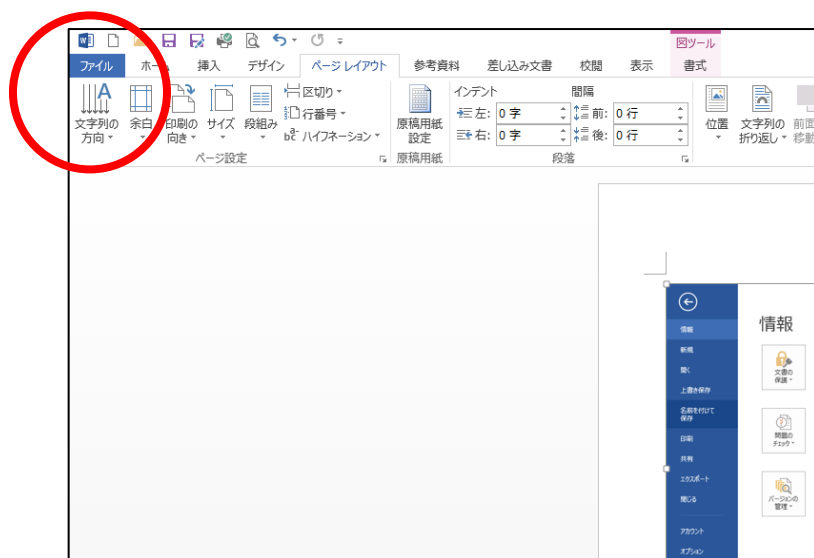 図ツール
ファイル ホーム 挿入 デザイン ページ レイアウト 参考資料 差し込み文書 校閲 表示 書式
文字列の方向 余白 印刷の向き サイズ 段組み
区切り
行番号
ハイフネーション
ページ設定
原稿用紙設定
原稿用紙
インデント 間隔
左: 0 字 前: 0 行
右: 0 字 後: 0 行
段落
位置 文字列の折り返し 前面 移動
情報
新規
開く
上書き保存
名前を付けて
保存
印刷
共有
エクスポート
閉じる
アカウント
オプション
情報
文書の
保護
問題の
チェック
バージョンの
管理